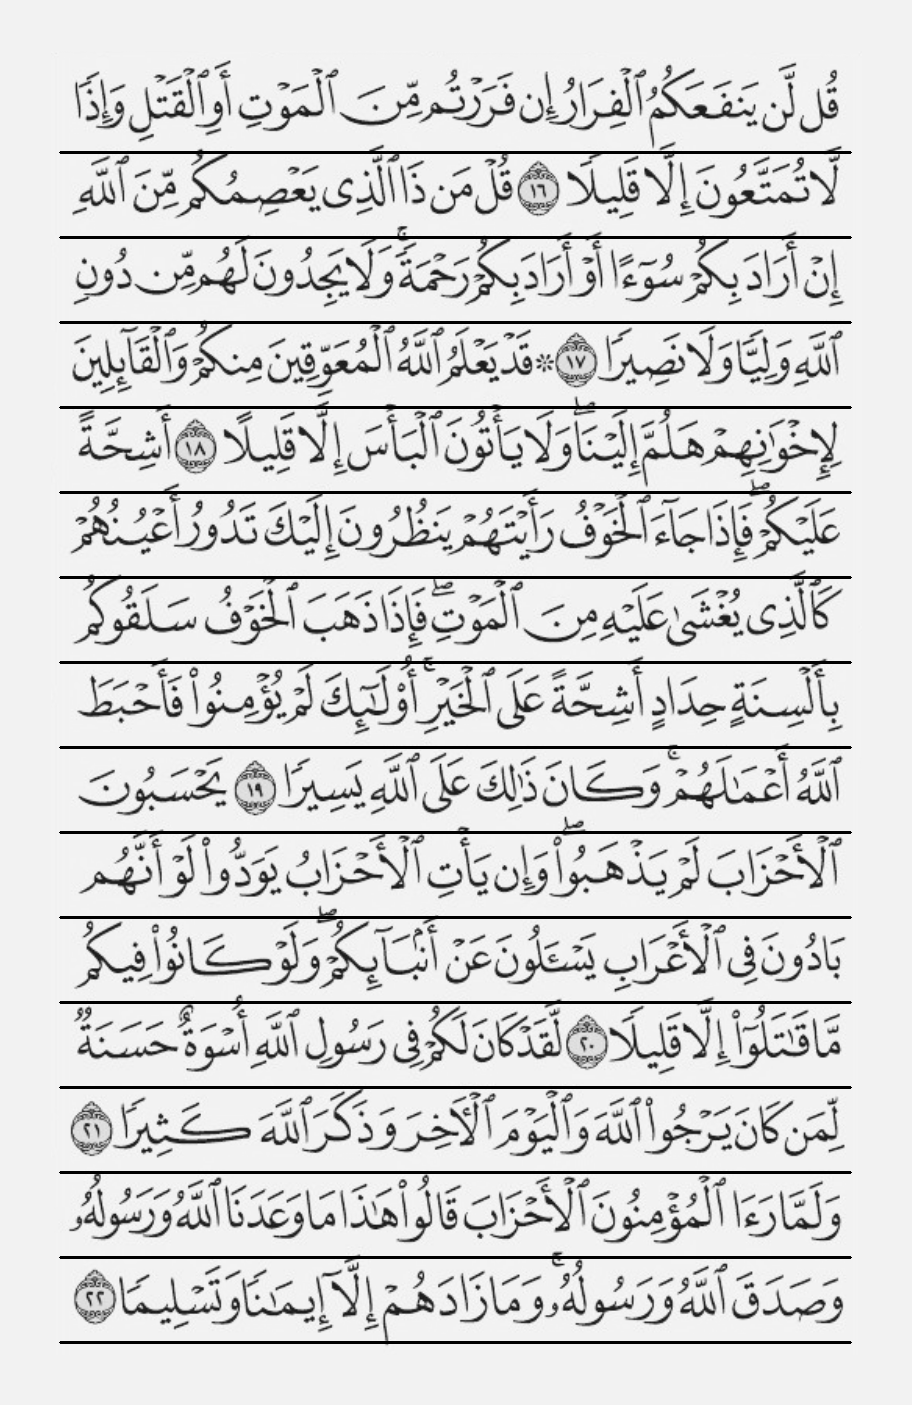 قُل لَّن يَنفَعَكُمُ ٱلْفِرَارُ إِن فَرَرْتُم مِّنَ ٱلْمَوْتِ أَوِ ٱلْقَتْلِ وَإِذًا
لَّا تُمَتَّعُونَ إِلَّا قَلِيلًا ١٦ قُلْ مَن ذَا ٱلَّذِى يَعْصِمُكُم مِّنَ ٱللَّهِ
إِنْ أَرَادَ بِكُمْ سُوٓءًا أَوْ أَرَادَ بِكُمْ رَحْمَةً ۚ وَلَا يَجِدُونَ لَهُم مِّن دُونِ
ٱللَّهِ وَلِيًّا وَلَا نَصِيرًا ١٧ ۞ قَدْ يَعْلَمُ ٱللَّهُ ٱلْمُعَوِّقِينَ مِنكُمْ وَٱلْقَآئِلِينَ
لِإِخْوَٰنِهِمْ هَلُمَّ إِلَيْنَا ۖ وَلَا يَأْتُونَ ٱلْبَأْسَ إِلَّا قَلِيلًا ١٨ أَشِحَّةً
عَلَيْكُمْ ۖ فَإِذَا جَآءَ ٱلْخَوْفُ رَأَيْتَهُمْ يَنظُرُونَ إِلَيْكَ تَدُورُ أَعْيُنُهُمْ
كَٱلَّذِى يُغْشَىٰ عَلَيْهِ مِنَ ٱلْمَوْتِ ۖ فَإِذَا ذَهَبَ ٱلْخَوْفُ سَلَقُوكُم
بِأَلْسِنَةٍ حِدَادٍ أَشِحَّةً عَلَى ٱلْخَيْرِ ۚ أُو۟لَٰٓئِكَ لَمْ يُؤْمِنُوا۟ فَأَحْبَطَ
ٱللَّهُ أَعْمَٰلَهُمْ ۚ وَكَانَ ذَٰلِكَ عَلَى ٱللَّهِ يَسِيرًا ١٩ يَحْسَبُونَ
ٱلْأَحْزَابَ لَمْ يَذْهَبُوا۟ ۖ وَإِن يَأْتِ ٱلْأَحْزَابُ يَوَدُّوا۟ لَوْ أَنَّهُم
بَادُونَ فِى ٱلْأَعْرَابِ يَسْـَٔلُونَ عَنْ أَنۢبَآئِكُمْ ۖ وَلَوْ كَانُوا۟ فِيكُم
مَّا قَٰتَلُوٓا۟ إِلَّا قَلِيلًا ٢٠ لَّقَدْ كَانَ لَكُمْ فِى رَسُولِ ٱللَّهِ أُسْوَةٌ حَسَنَةٌ
لِّمَن كَانَ يَرْجُوا۟ ٱللَّهَ وَٱلْيَوْمَ ٱلْـَٔاخِرَ وَذَكَرَ ٱللَّهَ كَثِيرًا ٢١
وَلَمَّا رَءَا ٱلْمُؤْمِنُونَ ٱلْأَحْزَابَ قَالُوا۟ هَٰذَا مَا وَعَدَنَا ٱللَّهُ وَرَسُولُهُۥ
وَصَدَقَ ٱللَّهُ وَرَسُولُهُۥ ۚ وَمَا زَادَهُمْ إِلَّآ إِيمَٰنًا وَتَسْلِيمًا ٢٢